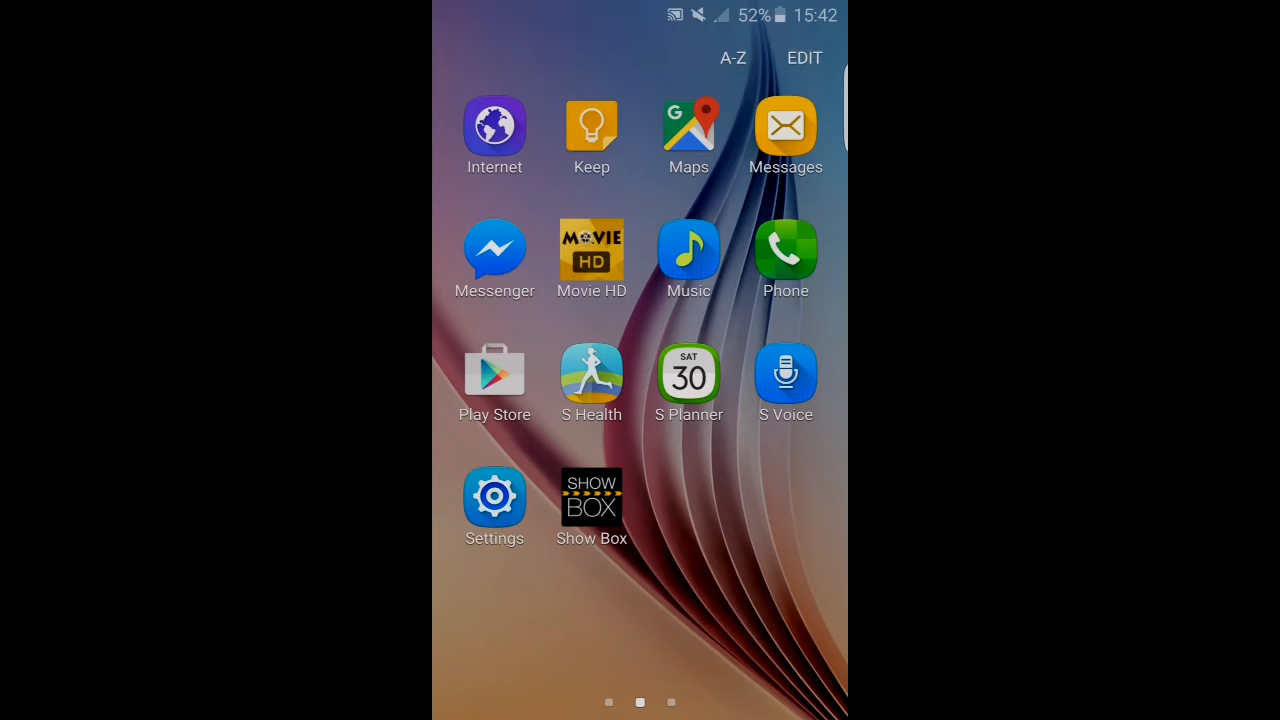 52% 15:42
A-Z EDIT
G
Internet Keep Maps Messages
MOVIE
HD
Messenger Movie HD Music Phone
SAT
30
Play Store S Health S Planner S Voice
SHOW
BOX
Settings Show Box